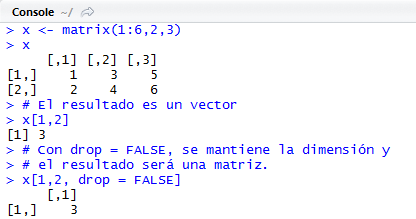 Console ~/
> x <- matrix(1:6,2,3)
> x
     [,1] [,2] [,3]
[1,]    1    3    5
[2,]    2    4    6
> # El resultado es un vector
> x[1,2]
[1] 3
> # Con drop = FALSE, se mantiene la dimensión y
> # el resultado será una matriz.
> x[1,2, drop = FALSE]
     [,1]
[1,]    3